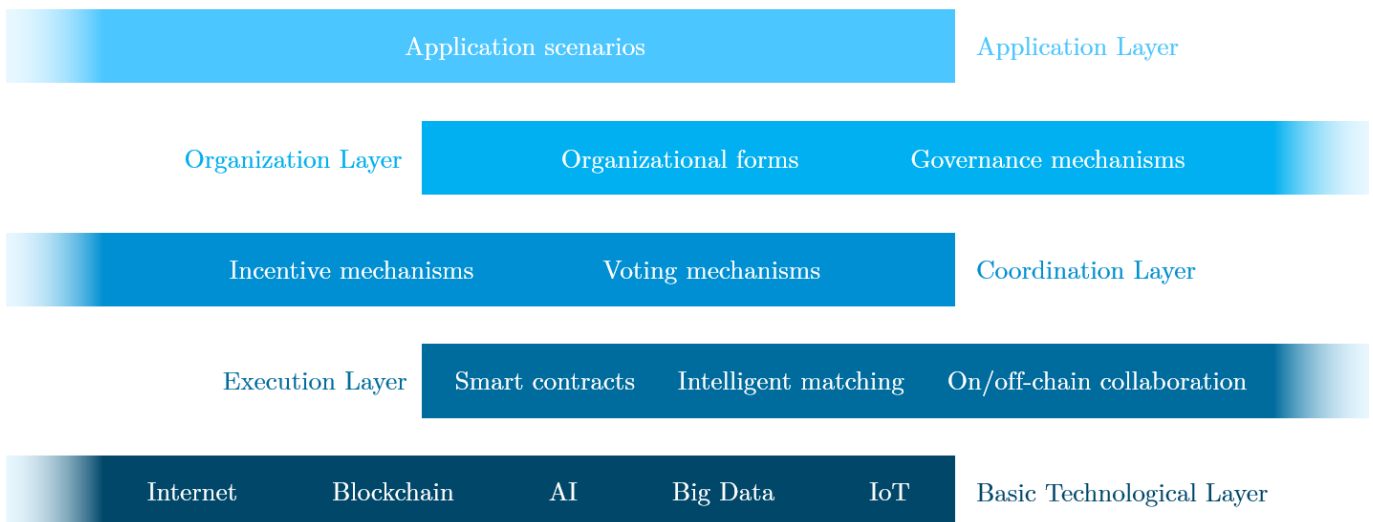 Application scenarios Application Layer
Organization Layer Organizational forms Governance mechanisms
Incentive mechanisms Voting mechanisms Coordination Layer
Execution Layer Smart contracts Intelligent matching On/off-chain collaboration
Internet Blockchain AI Big Data IoT Basic Technological Layer